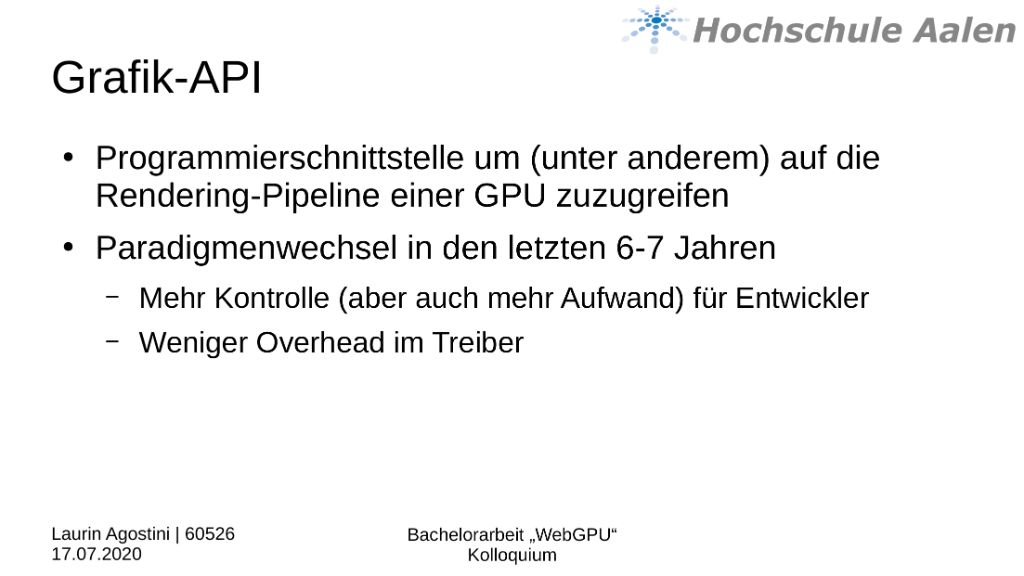 Hochschule Aalen
Grafik-API
• Programmierschnittstelle um (unter anderem) auf die
Rendering-Pipeline einer GPU zuzugreifen
• Paradigmenwechsel in den letzten 6-7 Jahren
– Mehr Kontrolle (aber auch mehr Aufwand) für Entwickler
– Weniger Overhead im Treiber
Laurin Agostini | 60526
17.07.2020
Bachelorarbeit „WebGPU“
Kolloquium